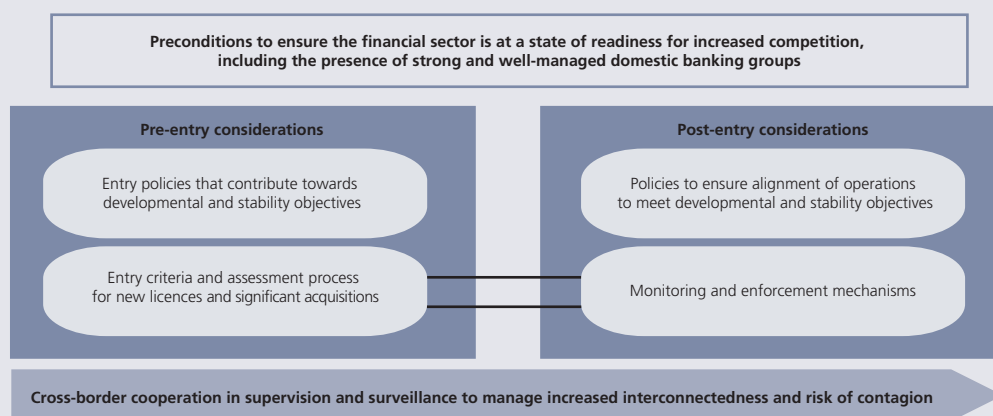 Preconditions to ensure the financial sector is at a state of readiness for increased competition,
including the presence of strong and well-managed domestic banking groups
Pre-entry considerations
Entry policies that contribute towards
developmental and stability objectives
Entry criteria and assessment process
for new licences and significant acquisitions
Post-entry considerations
Policies to ensure alignment of operations
to meet developmental and stability objectives
Monitoring and enforcement mechanisms
Cross-border cooperation in supervision and surveillance to manage increased interconnectedness and risk of contagion